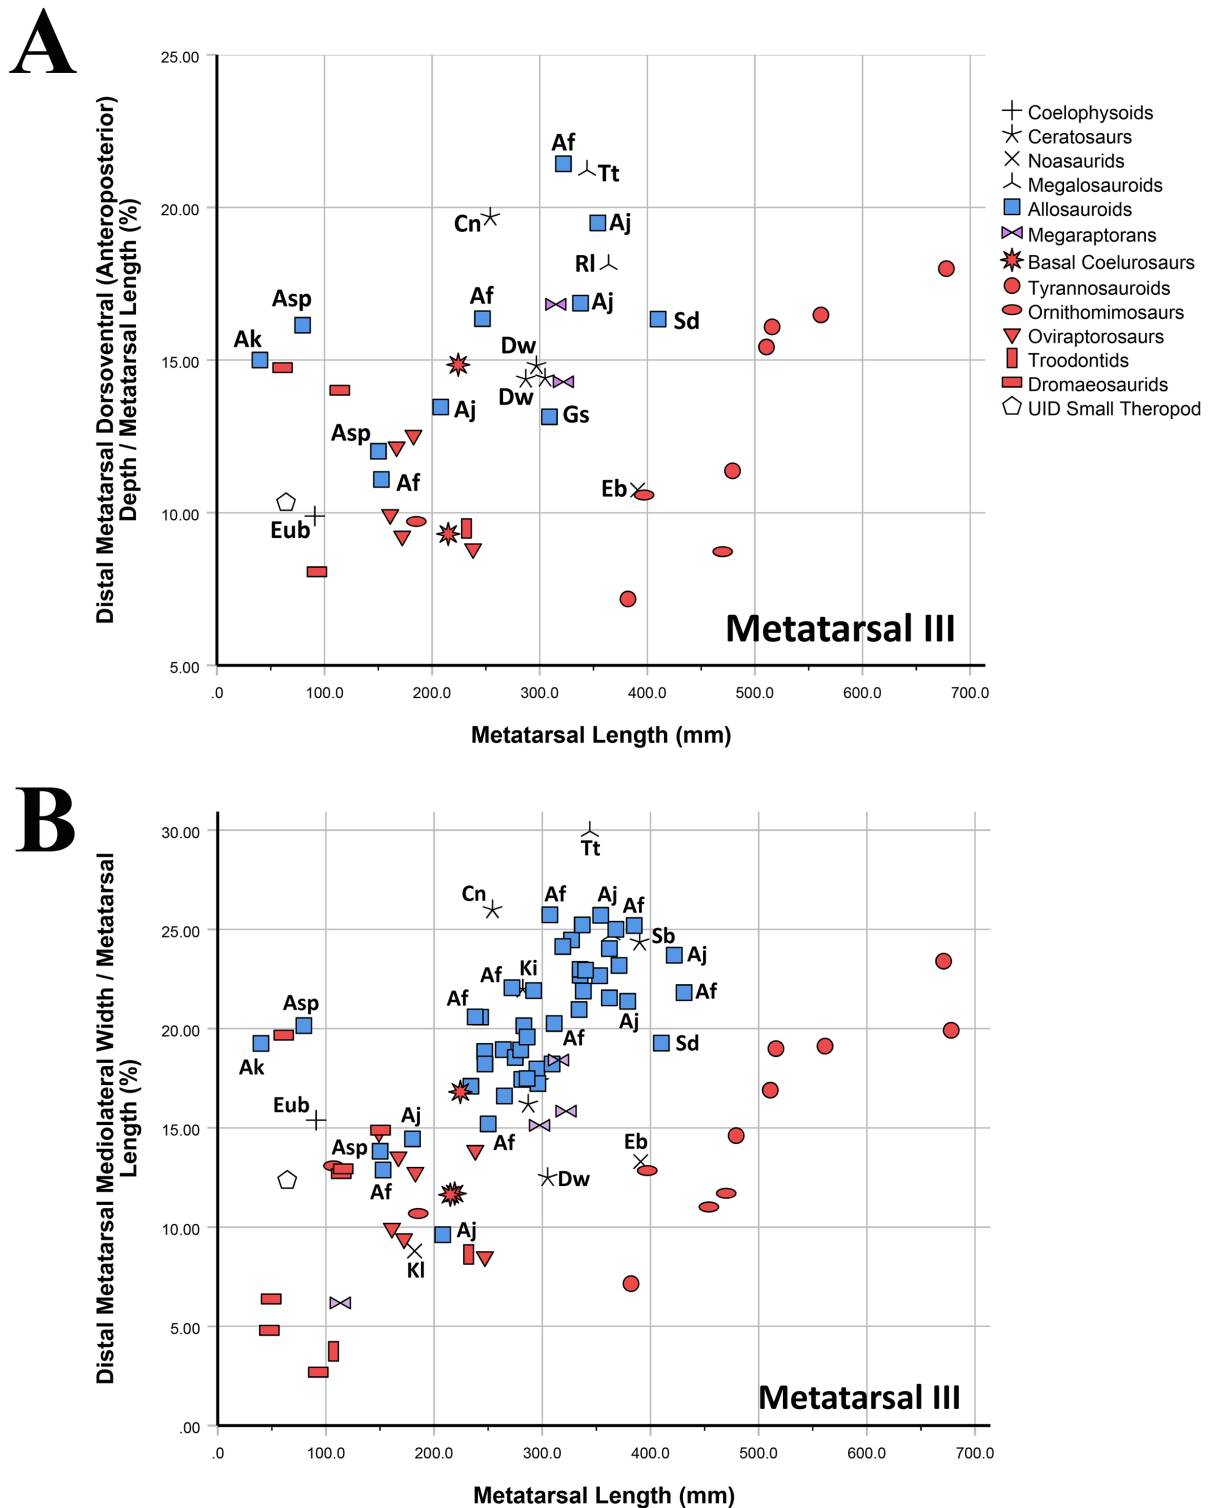 A
25.00
20.00
15.00
10.00
5.00
Distal Metatarsal Dorsoventral (Anteroposterior)
Depth / Metatarsal Length (%)
Af
Tt
Cn
Aj
Rl
Asp
Af
Aj
Sd
Ak
Dw
Dw
Aj
Gs
Asp
Af
Eb
Eub
Metatarsal III
.0 100.0 200.0 300.0 400.0 500.0 600.0 700.0
Metatarsal Length (mm)
Coelophysoids
Ceratosaurs
Noasaurids
Megalosauroids
Allosauroids
Megaraptorans
Basal Coelurosaurs
Tyrannosauroids
Ornithomimosaurs
Oviraptorosaurs
Troodontids
Dromaeosaurids
UID Small Theropod
B
30.00
25.00
20.00
15.00
10.00
5.00
.00
Distal Metatarsal Mediolateral Width / Metatarsal
Length (%)
Tt
Cn
Af
Aj
Af
Sb
Aj
Af
Ki
Af
Asp
Af
Aj
Af
Sd
Ak
Eub
Aj
Asp
Af
Eb
Af
Dw
Aj
Kl
Metatarsal III
.0 100.0 200.0 300.0 400.0 500.0 600.0 700.0
Metatarsal Length (mm)